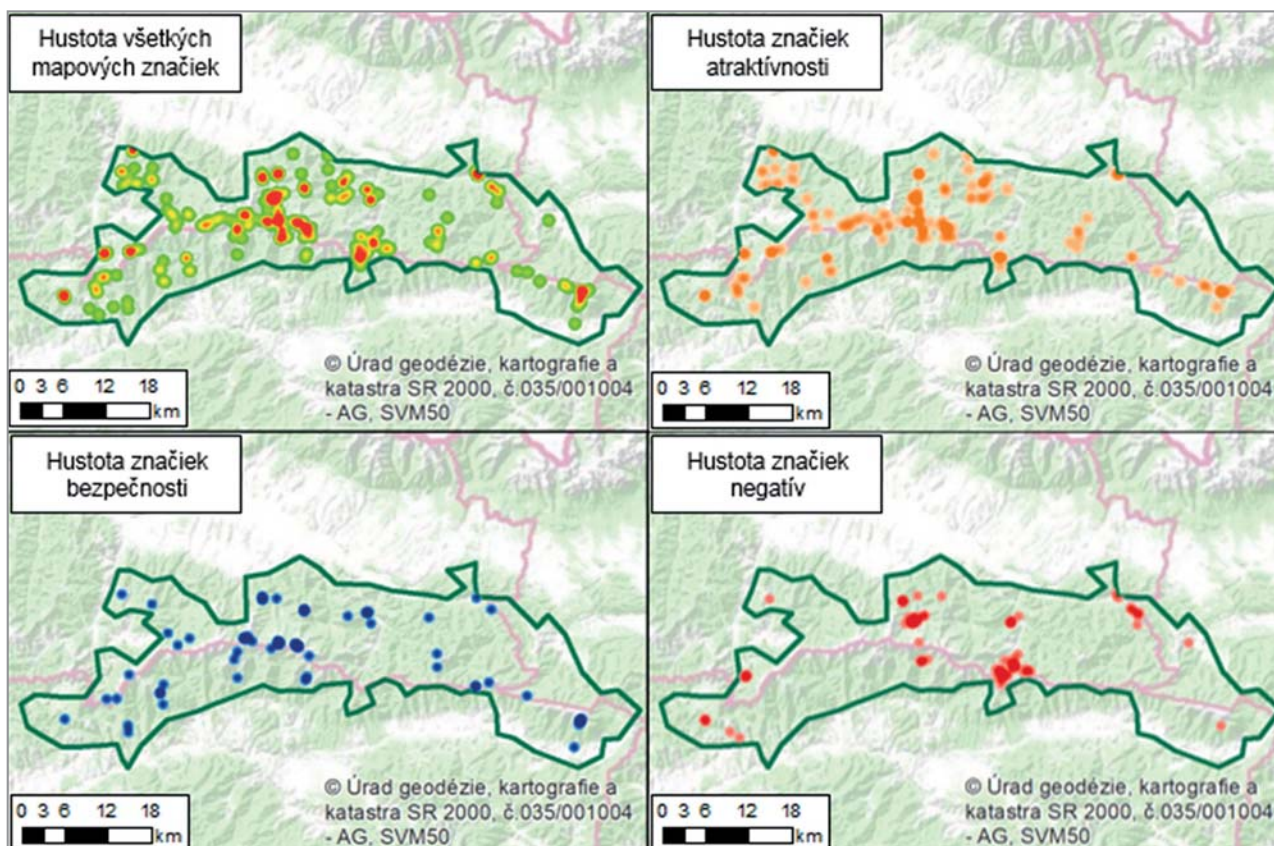 Hustota všetkých
mapových značiek
© Úrad geodézie, kartografie a
katastra SR 2000, č.035/001004
- AG, SVM50
0 3 6 12 18
km
Hustota značiek
atraktívnosti
© Úrad geodézie, kartografie a
katastra SR 2000, č.035/001004
- AG, SVM50
0 3 6 12 18
km
Hustota značiek
bezpečnosti
© Úrad geodézie, kartografie a
katastra SR 2000, č.035/001004
- AG, SVM50
0 3 6 12 18
km
Hustota značiek
negatív
© Úrad geodézie, kartografie a
katastra SR 2000, č.035/001004
- AG, SVM50
0 3 6 12 18
km